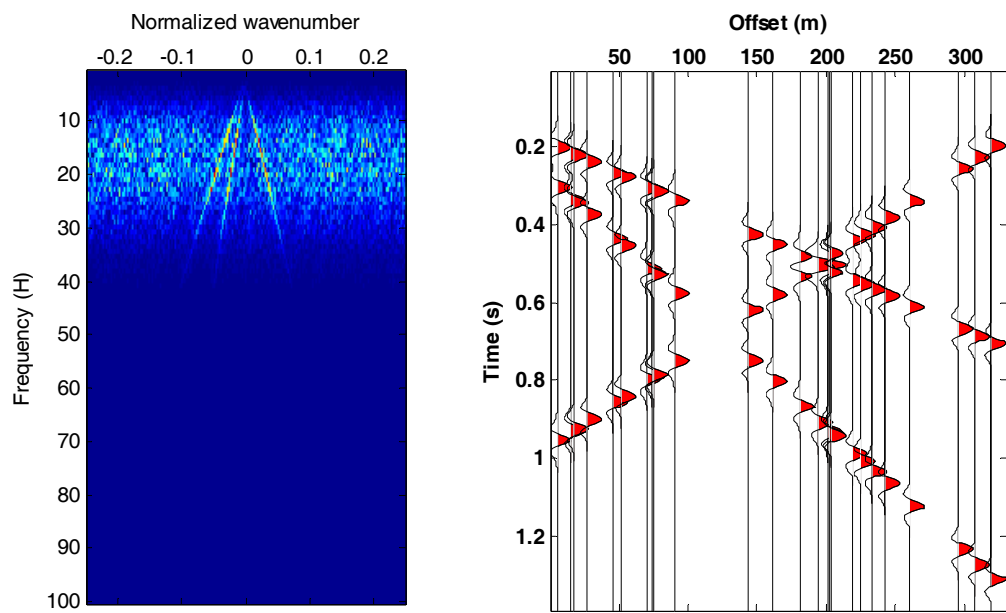 Normalized wavenumber
-0.2 -0.1 0 0.1 0.2
10
20
30
40
50
60
70
80
90
100
Frequency (H)
Offset (m)
50 100 150 200 250 300
0.2
0.4
0.6
0.8
1
1.2
Time (s)